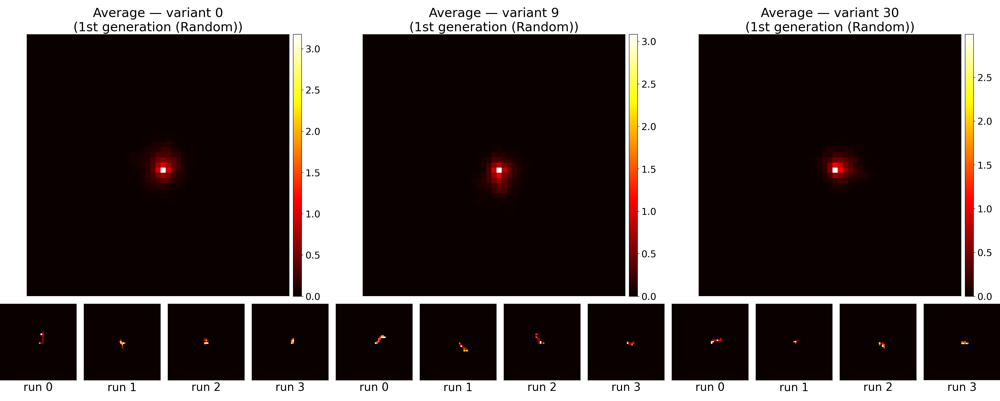 Average — variant 0
(1st generation (Random))
Average — variant 9
(1st generation (Random))
Average — variant 30
(1st generation (Random))
3.0
2.5
2.0
1.5
1.0
0.5
0.0
3.0
2.5
2.0
1.5
1.0
0.5
0.0
2.5
2.0
1.5
1.0
0.5
0.0
run 0
run 1
run 2
run 3
run 0
run 1
run 2
run 3
run 0
run 1
run 2
run 3